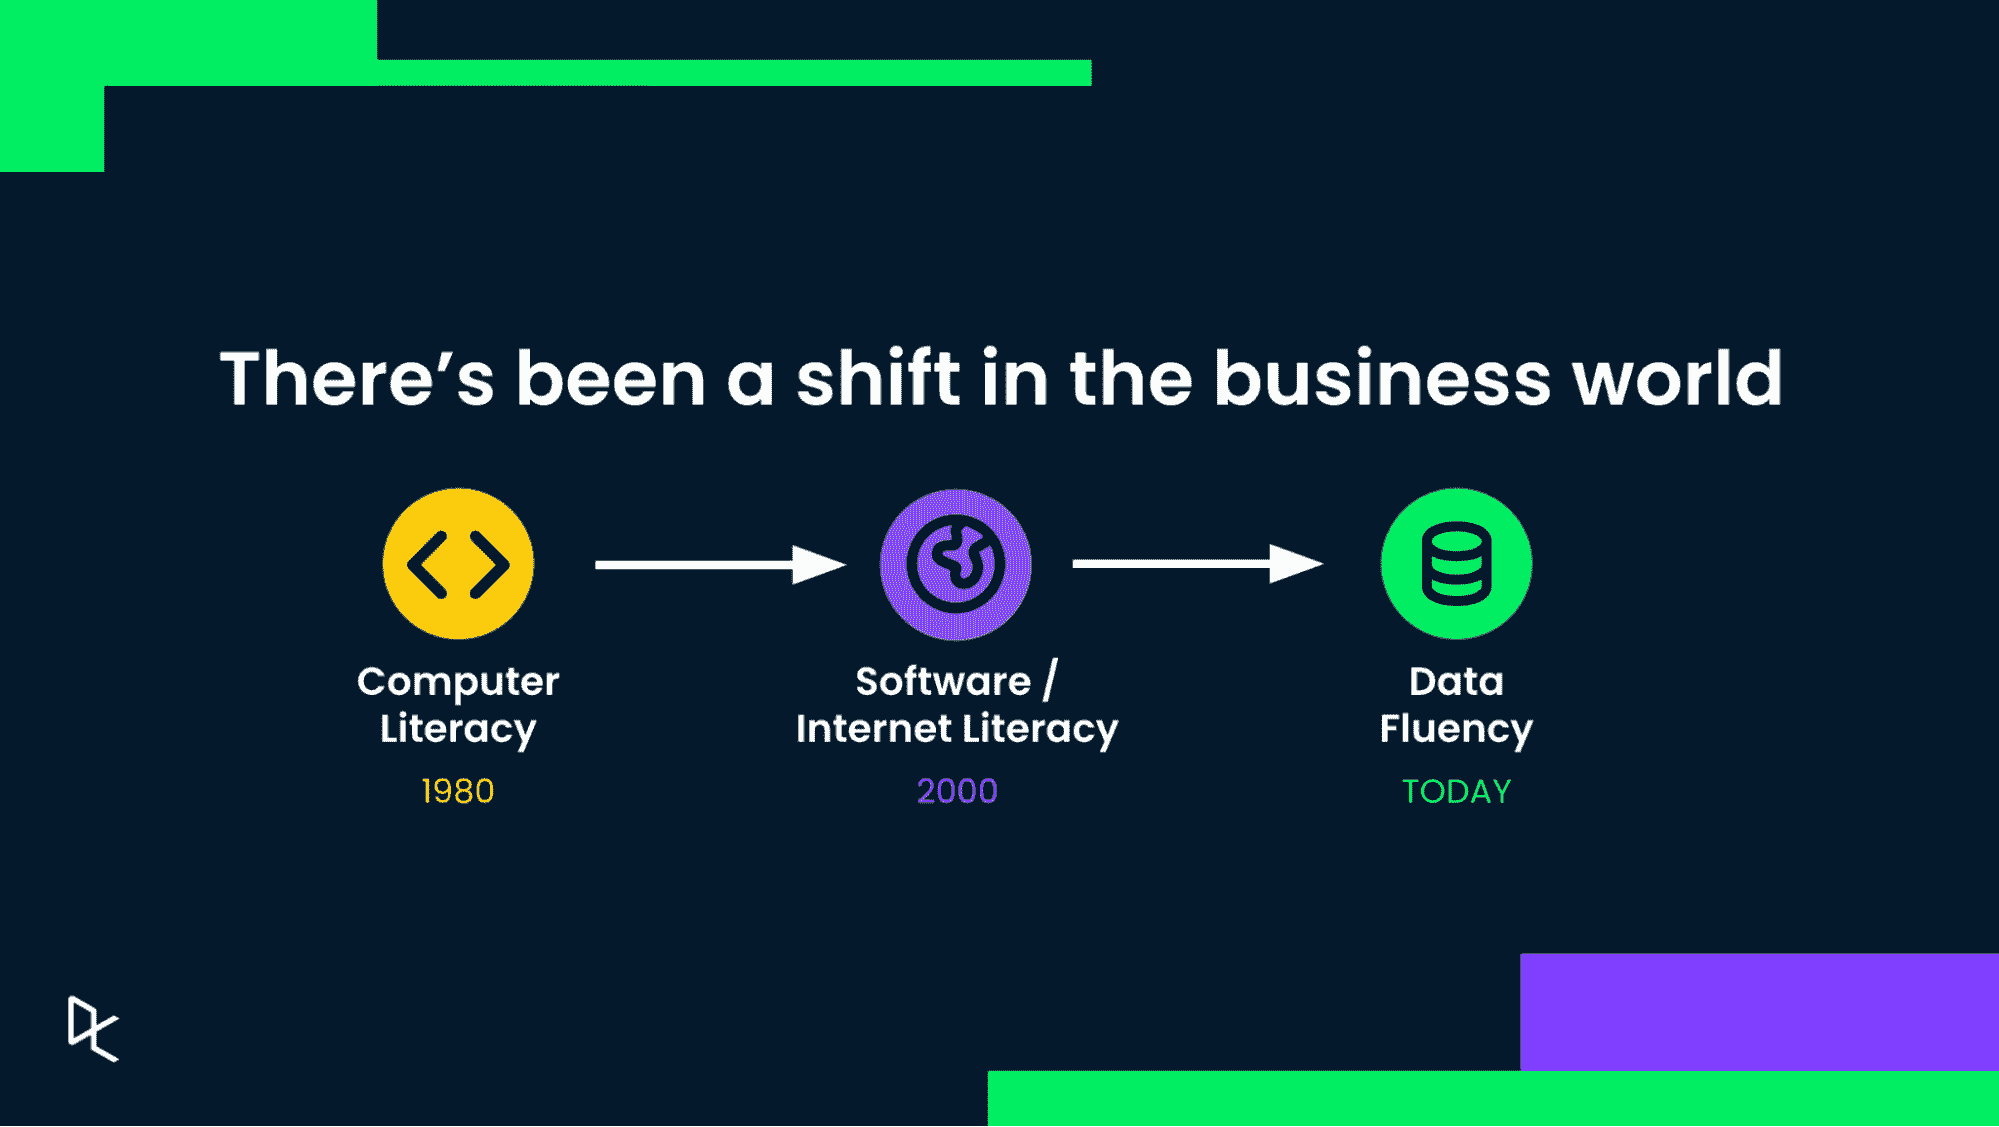 There’s been a shift in the business world
Computer
Literacy
1980
Software /
Internet Literacy
2000
Data
Fluency
TODAY